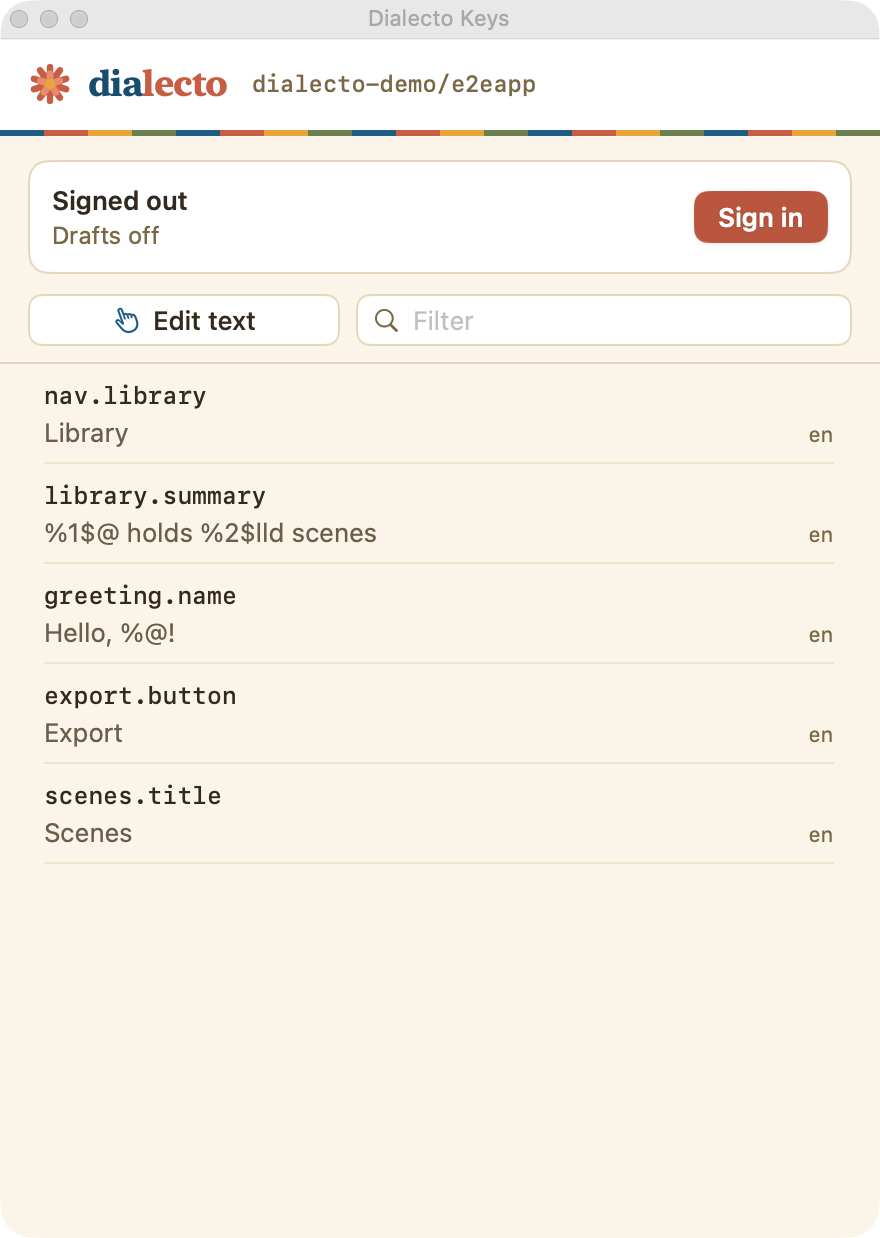 Dialecto Keys
dialecto dialecto-demo/e2eapp
Signed out
Drafts off
Sign in
Edit text
Filter
nav.library
Library
en
library.summary
%1$@ holds %2$lld scenes
en
greeting.name
Hello, %@!
en
export.button
Export
en
scenes.title
Scenes
en